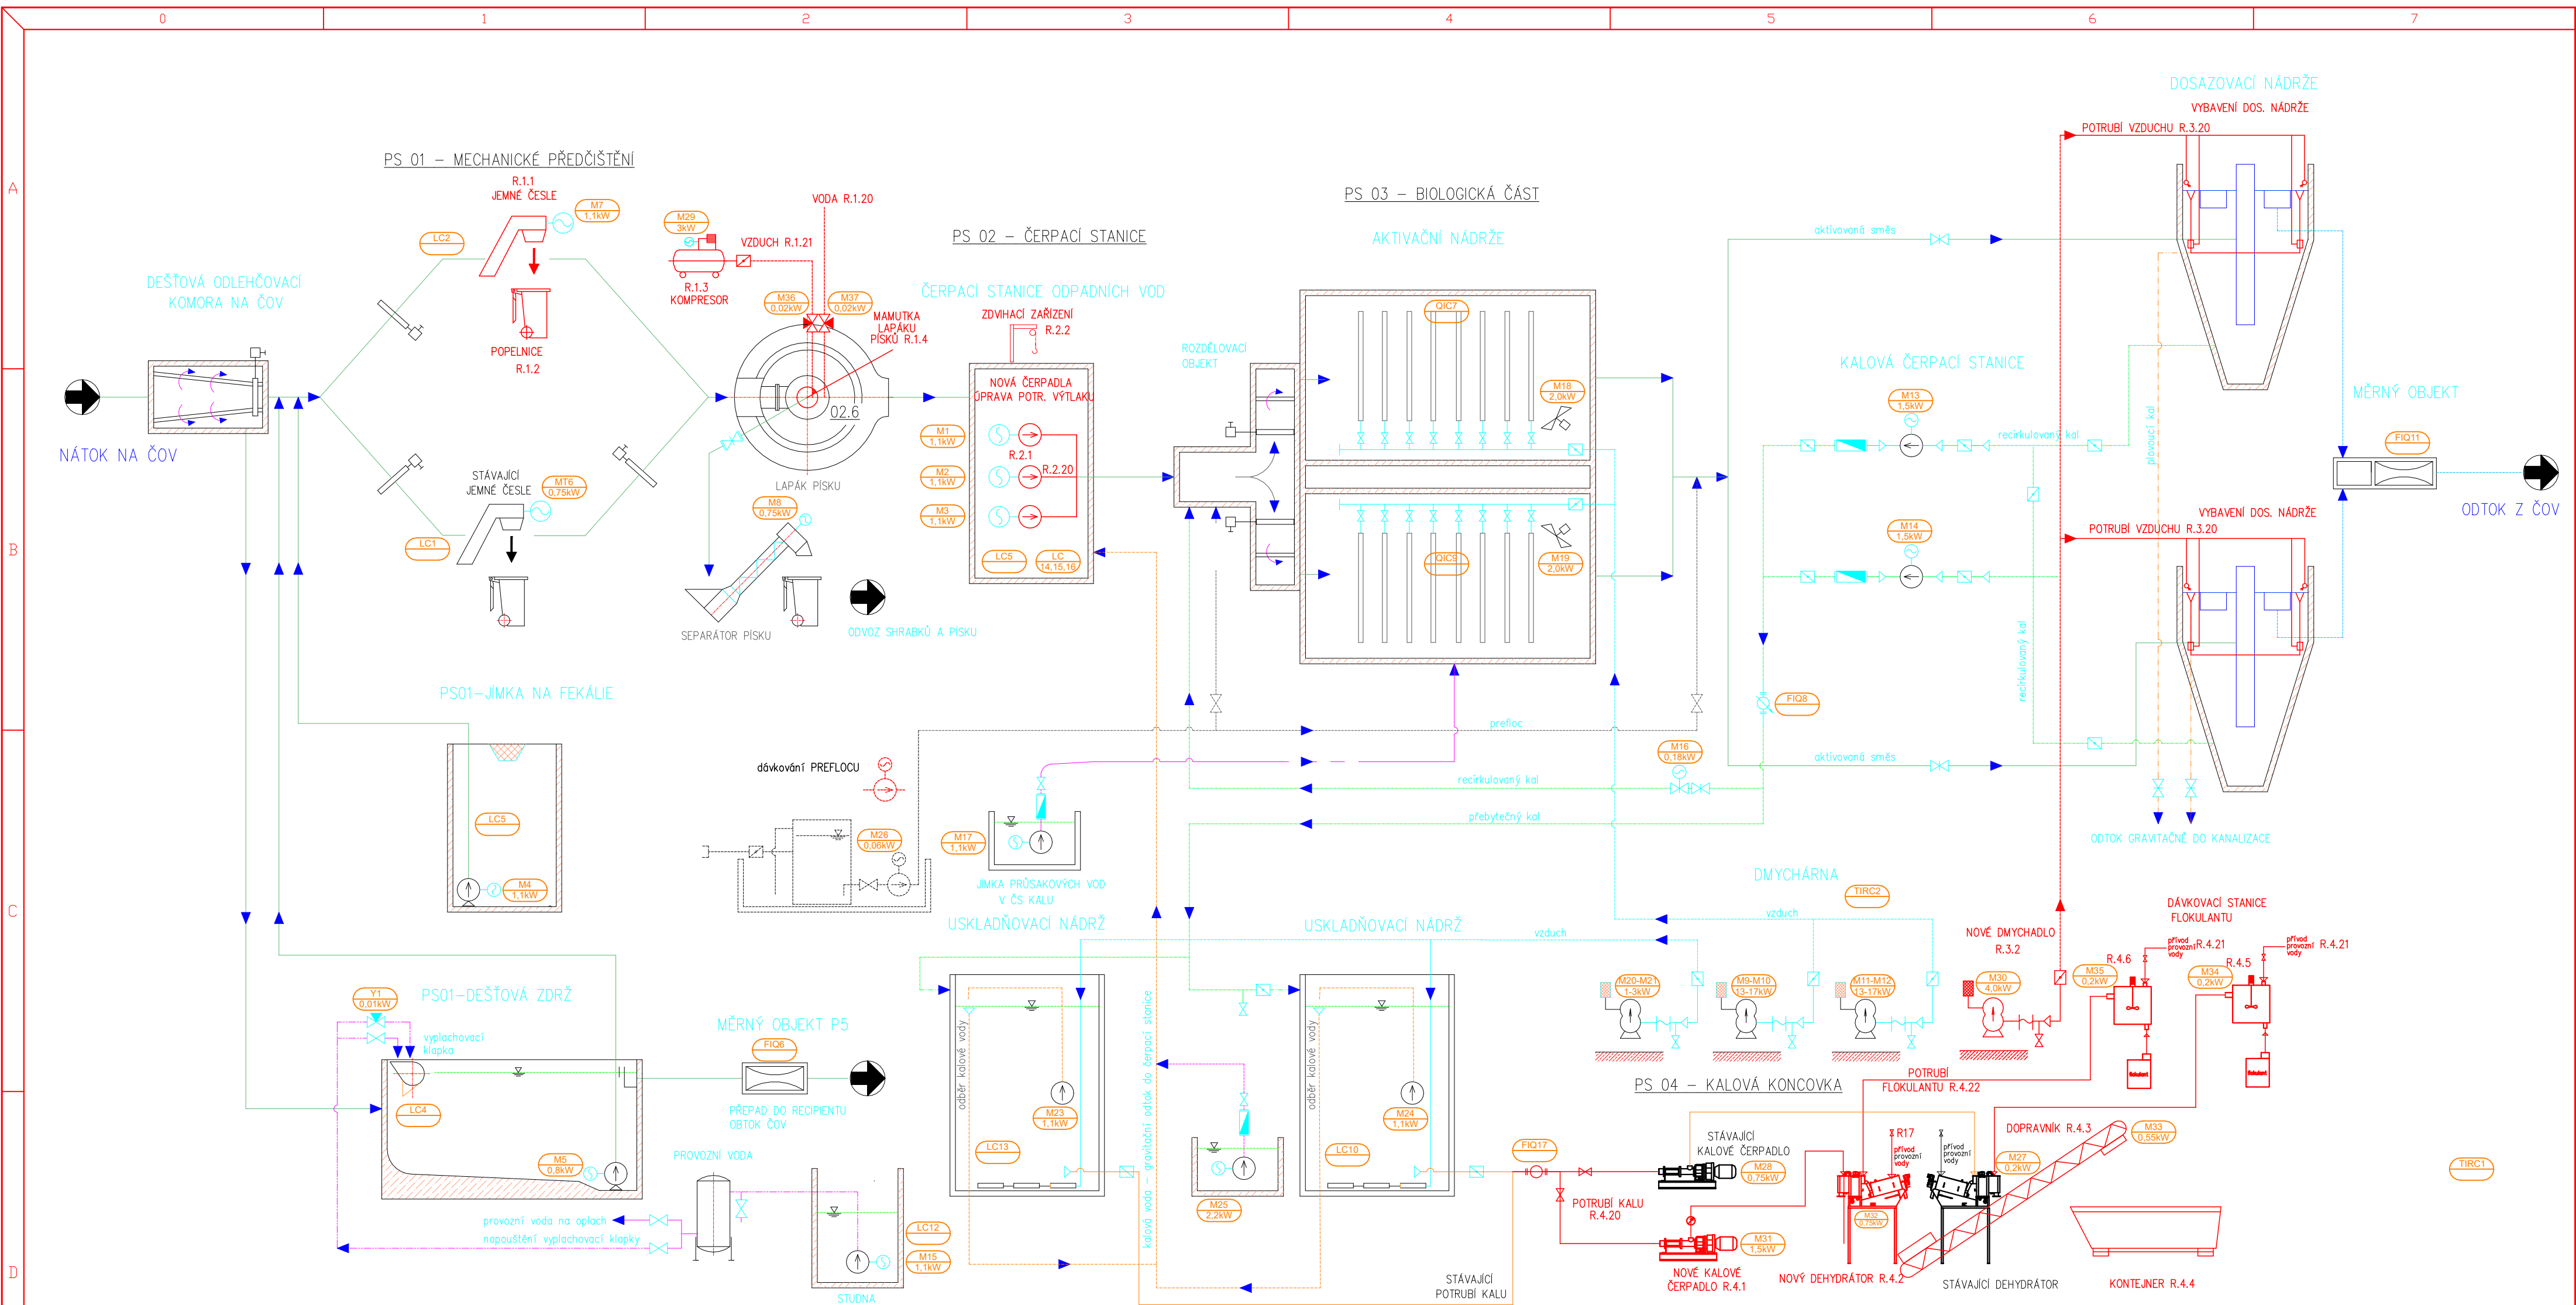 0
1
2
3
4
5
6
7
A
B
C
D
PS 01 – MECHANICKÉ PŘEDČIŠTĚNÍ
R.1.1
JEMNÉ ČESLE
M7
1,1kW
LC2
POPELNICE
R.1.2
DEŠŤOVÁ ODLEHČOVACÍ
KOMORA NA ČOV
NÁTOK NA ČOV
STÁVAJÍCÍ
JEMNÉ ČESLE
MT6
0,75kW
LC1
M29
3kW
VZDUCH R.1.21
R.1.3
KOMPRESOR
VODA R.1.20
M36
0,02kW
M37
0,02kW
MAMUTKA
LAPÁKU
PÍSKŮ R.1.4
02.6
LAPÁK PÍSKU
M8
0,75kW
SEPARÁTOR PÍSKU
ODVOZ SHRABKŮ A PÍSKU
PS 02 – ČERPACÍ STANICE
ČERPACÍ STANICE ODPADNÍCH VOD
ZDVIHACÍ ZAŘÍZENÍ
R.2.2
NOVÁ ČERPADLA
ÚPRAVA POTR. VÝTLAKU
M1
1,1kW
R.2.1
M2
1,1kW
R.2.20
M3
1,1kW
LC5
LC
14,15,16
PS 03 – BIOLOGICKÁ ČÁST
AKTIVAČNÍ NÁDRŽE
ROZDĚLOVACÍ
OBJEKT
QIC7
M18
2,0kW
QIC9
M19
2,0kW
DOSAZOVACÍ NÁDRŽE
VYBAVENÍ DOS. NÁDRŽE
POTRUBÍ VZDUCHU R.3.20
aktivovaná směs
KALOVÁ ČERPACÍ STANICE
M13
1,5kW
recirkulovaný kal
plovoucí kal
MĚRNÝ OBJEKT
FIQ11
ODTOK Z ČOV
M14
1,5kW
VYBAVENÍ DOS. NÁDRŽE
POTRUBÍ VZDUCHU R.3.20
recirkulovaný kal
FIQ8
aktivovaná směs
ODTOK GRAVITAČNĚ DO KANALIZACE
PS01–JÍMKA NA FEKÁLIE
LC5
M4
1,1kW
dávkování PREFLOCU
M26
0,06kW
prefloc
M16
0,18kW
recirkulovaný kal
přebytečný kal
M17
1,1kW
JÍMKA PRŮSAKOVÝCH VOD
V ČS KALU
USKLADŇOVACÍ NÁDRŽ
USKLADŇOVACÍ NÁDRŽ
vzduch
DMYCHÁRNA
TIRC2
vzduch
NOVÉ DMYCHADLO
R.3.2
M20-M21
1-3kW
M9-M10
13-17kW
M11-M12
13-17kW
M30
4,0kW
DÁVKOVACÍ STANICE
FLOKULANTU
přívod
provozní
vody
R.4.21
přívod
provozní
vody
R.4.21
R.4.6
R.4.5
M35
0,2kW
M34
0,2kW
flokulant
flokulant
PS01–DEŠŤOVÁ ZDRŽ
Y1
0,01kW
vyplachovací
klapka
LC4
M5
0,8kW
MĚRNÝ OBJEKT P5
FIQ6
PŘEPAD DO RECIPIENTU
OBTOK ČOV
PROVOZNÍ VODA
provozní voda na oplach
napouštění vyplachovací klapky
LC12
M15
1,1kW
STUDNA
odběr kalové vody
M23
1,1kW
LC13
kalová voda – gravitační odtok do čerpací stanice
M25
2,2kW
odběr kalové vody
M24
1,1kW
LC10
FIQ17
STÁVAJÍCÍ
POTRUBÍ KALU
POTRUBÍ KALU
R.4.20
PS 04 – KALOVÁ KONCOVKA
STÁVAJÍCÍ
KALOVÉ ČERPADLO
M28
0,75kW
M31
1,5kW
NOVÉ KALOVÉ
ČERPADLO R.4.1
POTRUBÍ
FLOKULANTU R.4.22
R17
přívod
provozní
vody
přívod
provozní
vody
M32
0,75kW
NOVÝ DEHYDRÁTOR R.4.2
M27
0,2kW
DOPRAVNÍK R.4.3
M33
0,55kW
STÁVAJÍCÍ DEHYDRÁTOR
KONTEJNER R.4.4
TIRC1